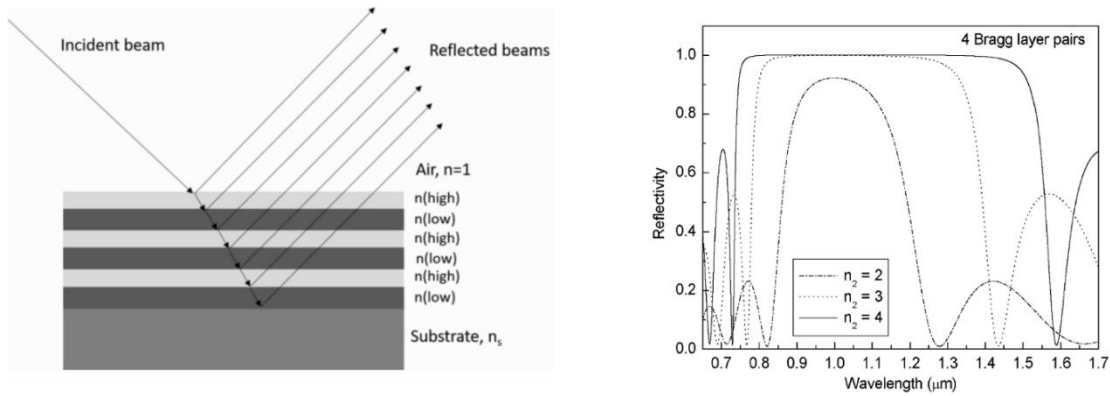 Incident beam
Reflected beams
Air, n=1
n(high)
n(low)
n(high)
n(low)
n(high)
n(low)
Substrate, nₛ
4 Bragg layer pairs
Reflectivity
1.0
0.8
0.6
0.4
0.2
0.0
n₂ = 2
n₂ = 3
n₂ = 4
0.7 0.8 0.9 1.0 1.1 1.2 1.3 1.4 1.5 1.6 1.7
Wavelength (μm)